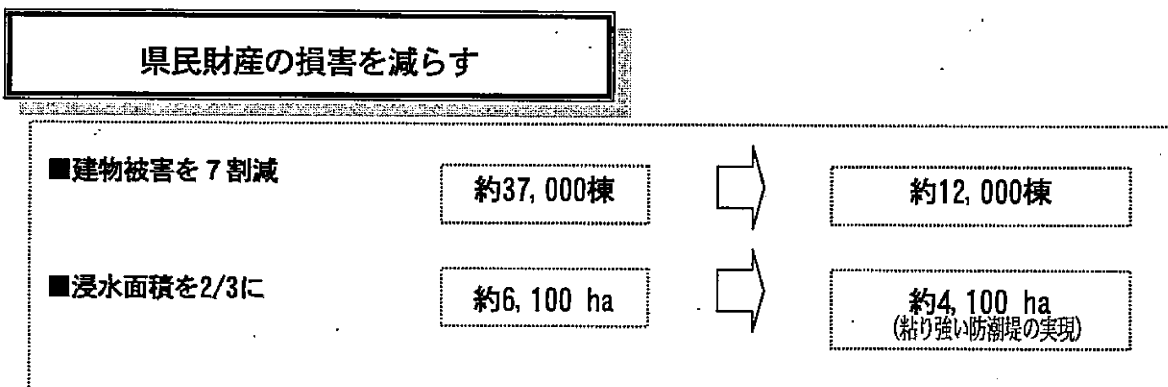 県民財産の損害を減らす
■建物被害を7割減
約37,000棟
約12,000棟
■浸水面積を2/3に
約6,100 ha
約4,100 ha
(粘り強い防潮堤の実現)